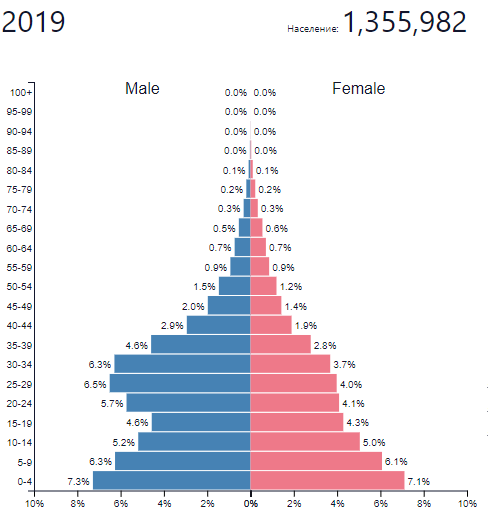 2019 Население: 1,355,982
Male Female
100+ 0.0% 0.0%
95-99 0.0% 0.0%
90-94 0.0% 0.0%
85-89 0.0% 0.0%
80-84 0.1% 0.1%
75-79 0.2% 0.2%
70-74 0.3% 0.3%
65-69 0.5% 0.6%
60-64 0.7% 0.7%
55-59 0.9% 0.9%
50-54 1.5% 1.2%
45-49 2.0% 1.4%
40-44 2.9% 1.9%
35-39 4.6% 2.8%
30-34 6.3% 3.7%
25-29 6.5% 4.0%
20-24 5.7% 4.1%
15-19 4.6% 4.3%
10-14 5.2% 5.0%
5-9 6.3% 6.1%
0-4 7.3% 7.1%
10% 8% 6% 4% 2% 0% 2% 4% 6% 8% 10%